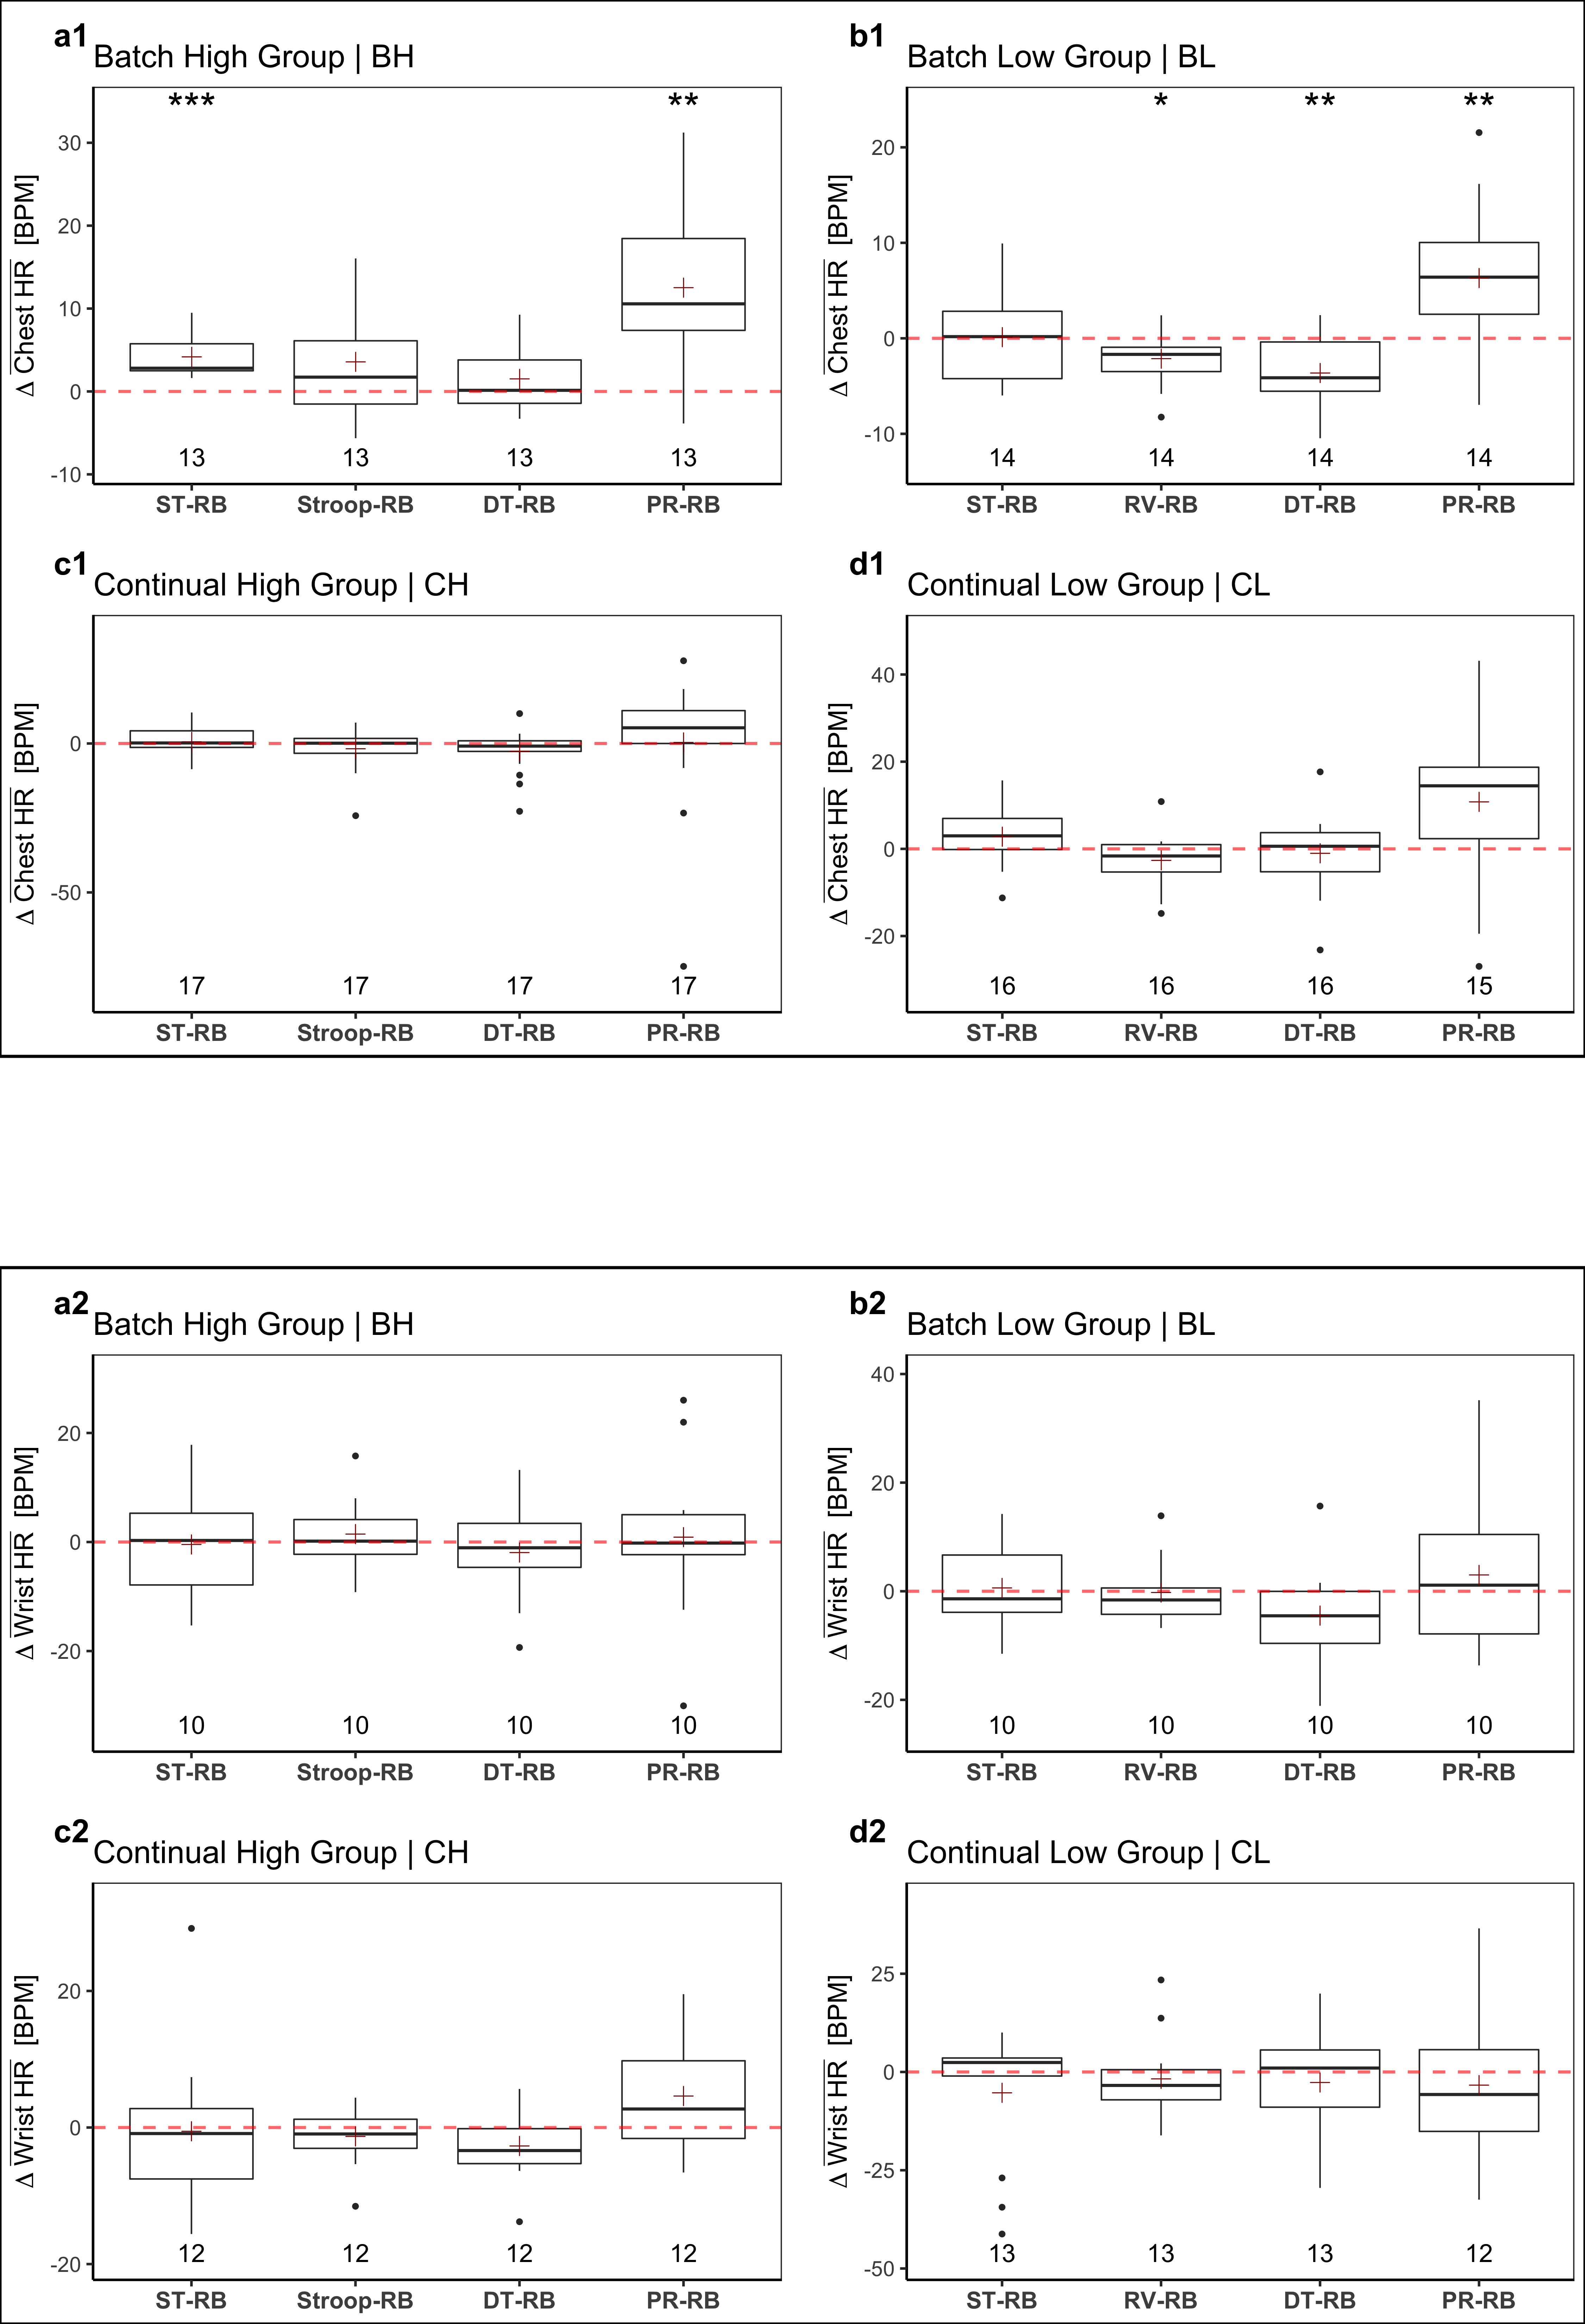 a1 Batch High Group | BH
*** **
Δ Chest HR [BPM]
30
20
10
0
-10
13 13 13 13
ST-RB Stroop-RB DT-RB PR-RB
b1 Batch Low Group | BL
* ** **
Δ Chest HR [BPM]
20
10
0
-10
14 14 14 14
ST-RB RV-RB DT-RB PR-RB
c1 Continual High Group | CH
Δ Chest HR [BPM]
0
-50
17 17 17 17
ST-RB Stroop-RB DT-RB PR-RB
d1 Continual Low Group | CL
Δ Chest HR [BPM]
40
20
0
-20
16 16 16 15
ST-RB RV-RB DT-RB PR-RB
a2 Batch High Group | BH
Δ Wrist HR [BPM]
20
0
-20
10 10 10 10
ST-RB Stroop-RB DT-RB PR-RB
b2 Batch Low Group | BL
Δ Wrist HR [BPM]
40
20
0
-20
10 10 10 10
ST-RB RV-RB DT-RB PR-RB
c2 Continual High Group | CH
Δ Wrist HR [BPM]
20
0
-20
12 12 12 12
ST-RB Stroop-RB DT-RB PR-RB
d2 Continual Low Group | CL
Δ Wrist HR [BPM]
25
0
-25
-50
13 13 13 12
ST-RB RV-RB DT-RB PR-RB